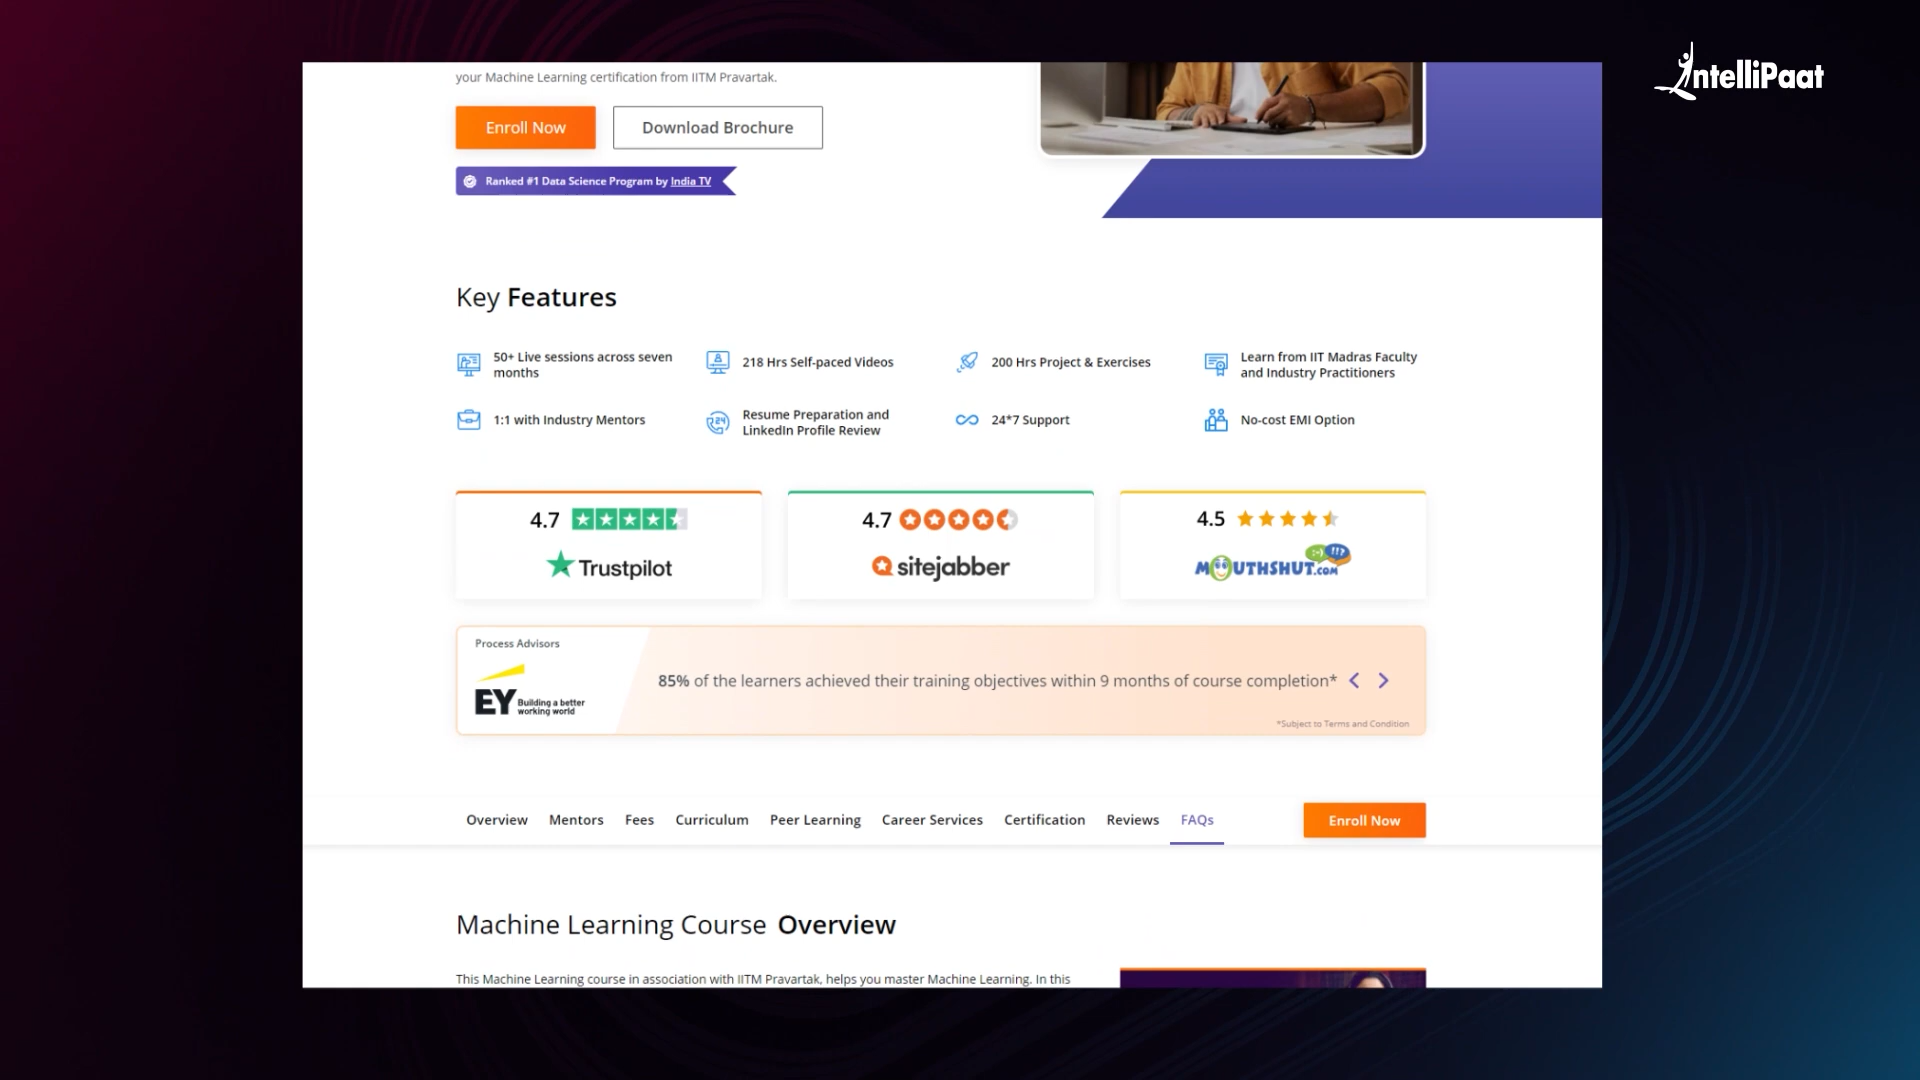 IntelliPaat
your Machine Learning certification from IITM Pravartak.
Enroll Now
Download Brochure
Ranked #1 Data Science Program by India TV
Key Features
50+ Live sessions across seven
months
218 Hrs Self-paced Videos
200 Hrs Project & Exercises
Learn from IIT Madras Faculty
and Industry Practitioners
1:1 with Industry Mentors
Resume Preparation and
LinkedIn Profile Review
24*7 Support
No-cost EMI Option
4.7
Trustpilot
4.7
sitejabber
4.5
MOUTHSHUT.COM
Process Advisors
EY Building a better
working world
85% of the learners achieved their training objectives within 9 months of course completion*
*Subject to Terms and Condition
Overview
Mentors
Fees
Curriculum
Peer Learning
Career Services
Certification
Reviews
FAQs
Enroll Now
Machine Learning Course Overview
This Machine Learning course in association with IITM Pravartak, helps you master Machine Learning. In this